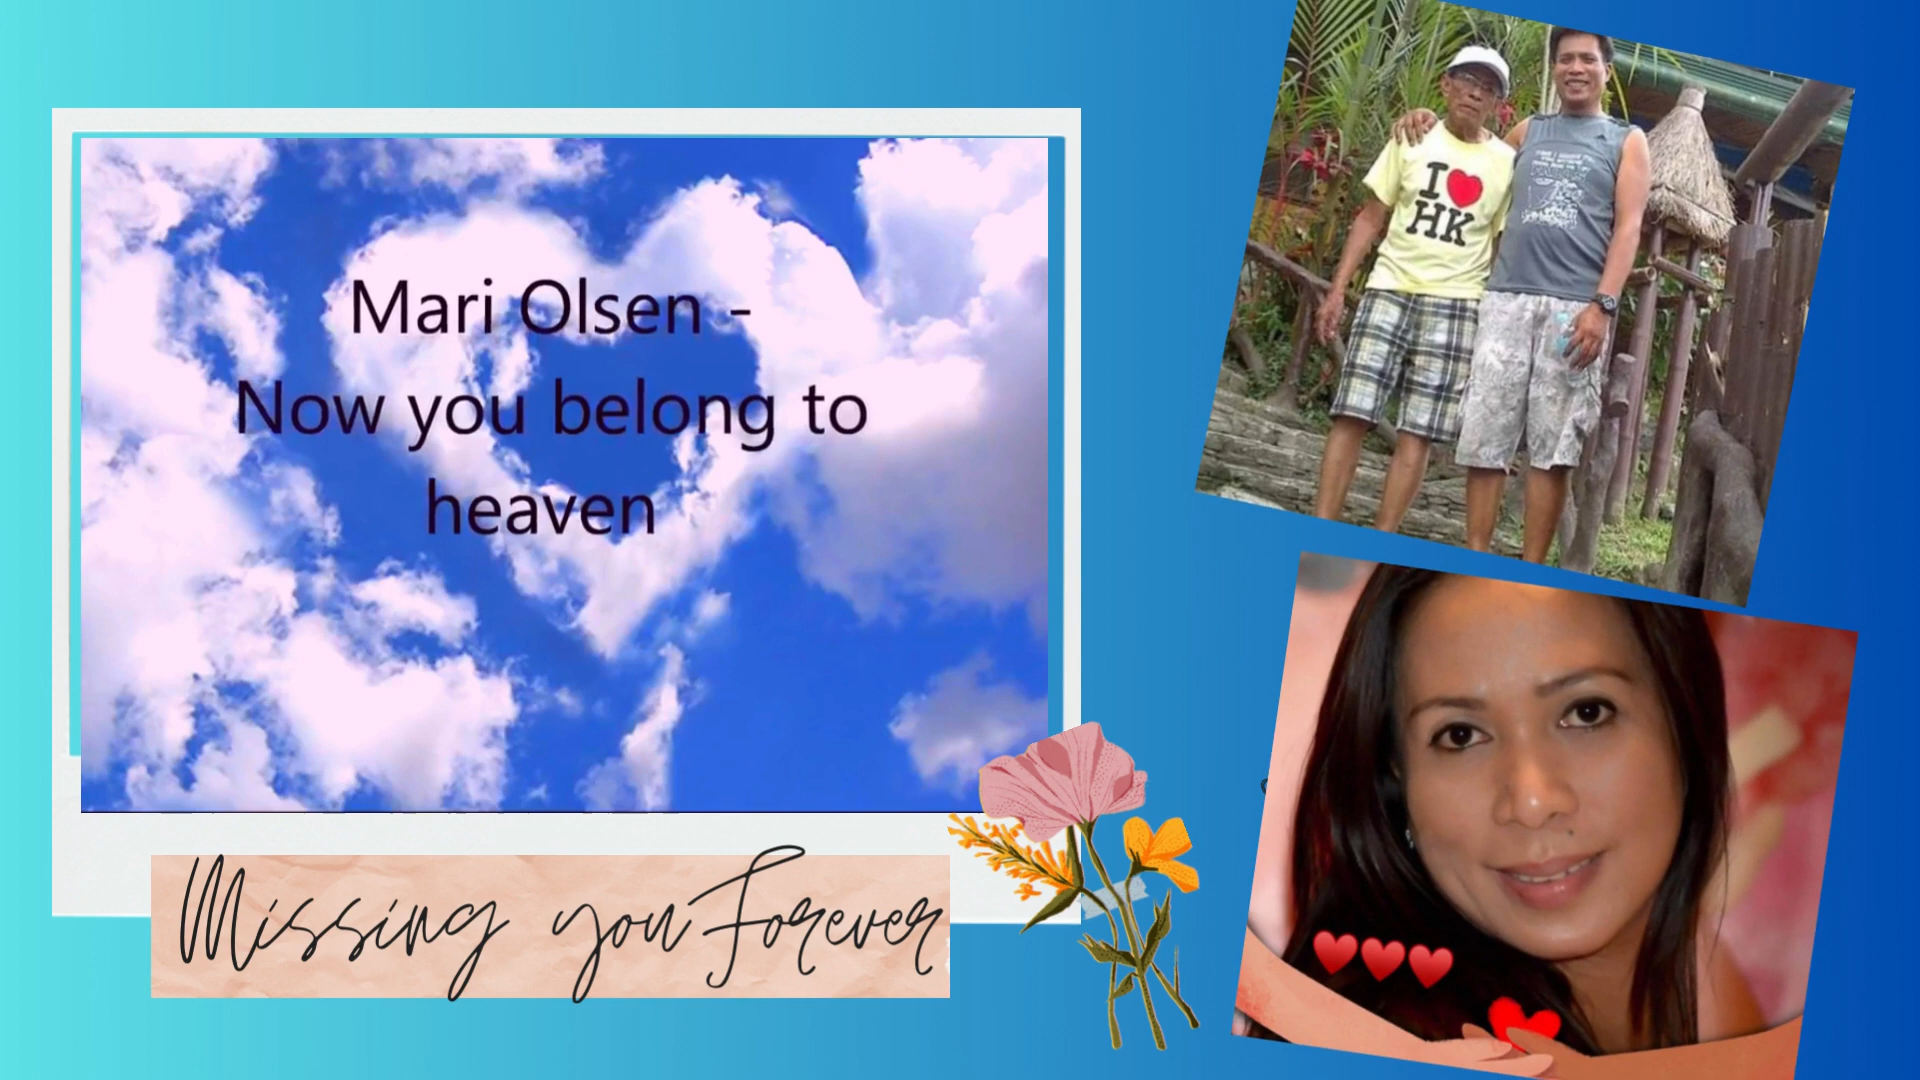 Mari Olsen -
Now you belong to
heaven
Missing you Forever
I ❤
HK